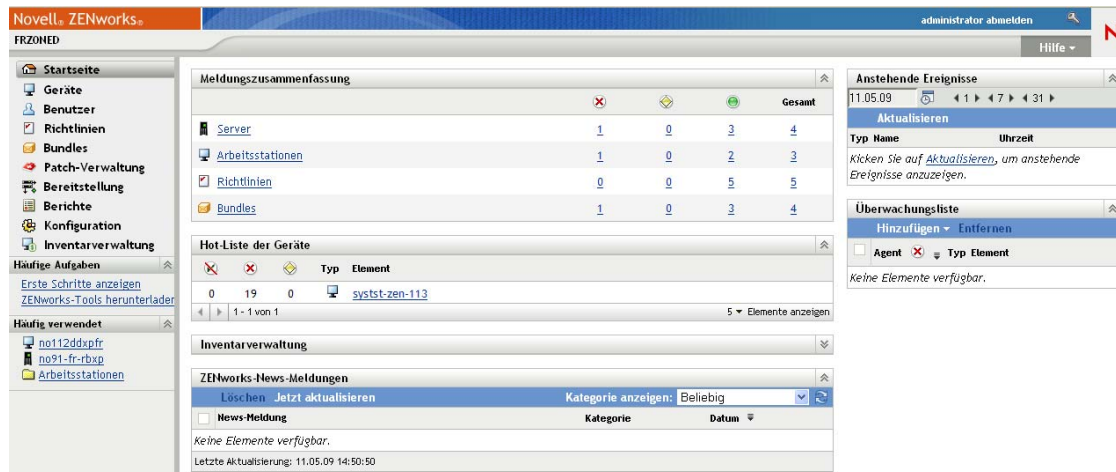 Novell® ZENworks®
administrator abmelden
FRZONED
Hilfe
Startseite
Geräte
Benutzer
Richtlinien
Bundles
Patch-Verwaltung
Bereitstellung
Berichte
Konfiguration
Inventarverwaltung
Häufige Aufgaben
Erste Schritte anzeigen
ZENworks-Tools herunterlader
Häufig verwendet
no112ddxpfr
no91-fr-rbxp
Arbeitsstationen
Meldungszusammenfassung
Gesamt
Server 1 0 3 4
Arbeitsstationen 1 0 2 3
Richtlinien 0 0 5 5
Bundles 1 0 3 4
Hot-Liste der Geräte
Typ Element
0 19 0 systst-zen-113
1 - 1 von 1 5 Elemente anzeigen
Inventarverwaltung
ZENworks-News-Meldungen
Löschen Jetzt aktualisieren Kategorie anzeigen: Beliebig
News-Meldung Kategorie Datum
Keine Elemente verfügbar.
Letzte Aktualisierung: 11.05.09 14:50:50
Anstehende Ereignisse
11.05.09 1 7 31
Aktualisieren
Typ Name Uhrzeit
Kicken Sie auf Aktualisieren, um anstehende
Ereignisse anzuzeigen.
Überwachungsliste
Hinzufügen Entfernen
Agent Typ Element
Keine Elemente verfügbar.
N